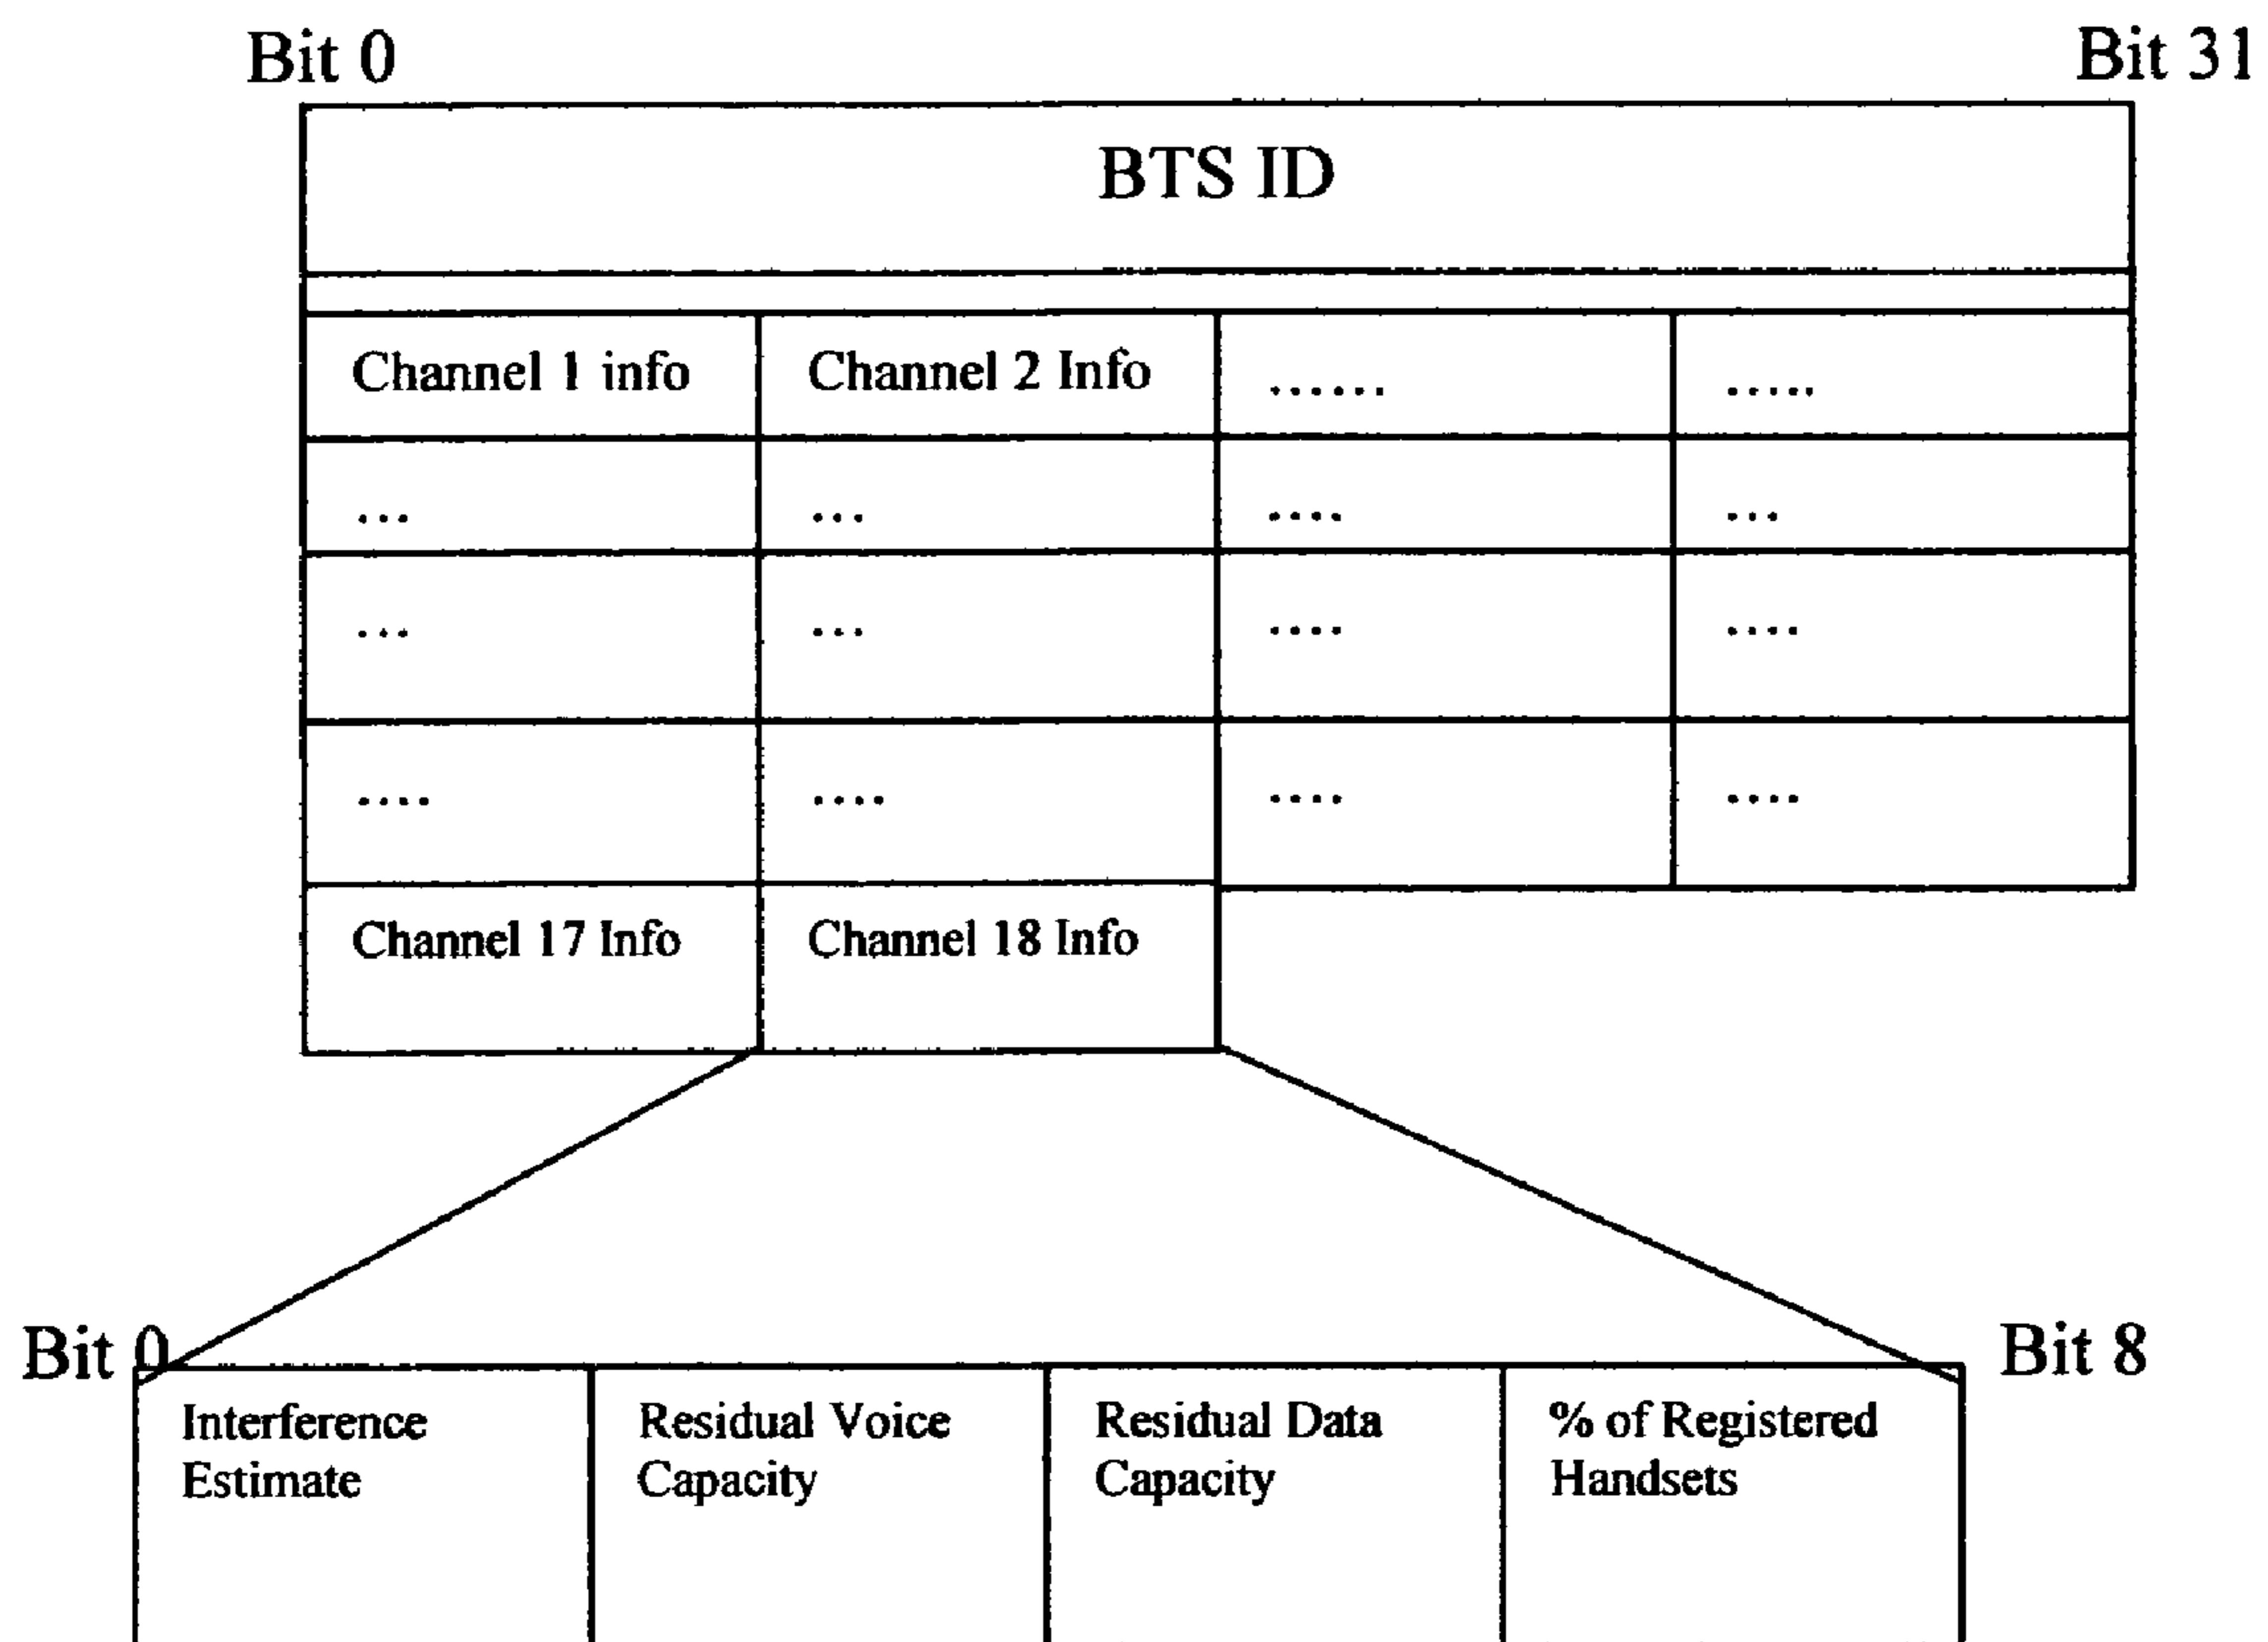 Bit 0 Bit 31
BTS ID
Channel 1 info Channel 2 Info ...... .....
... ... .... ...
... ... .... ....
.... .... .... ....
Channel 17 Info Channel 18 Info
Bit 0 Bit 8
Interference Residual Voice Residual Data % of Registered
Estimate Capacity Capacity Handsets